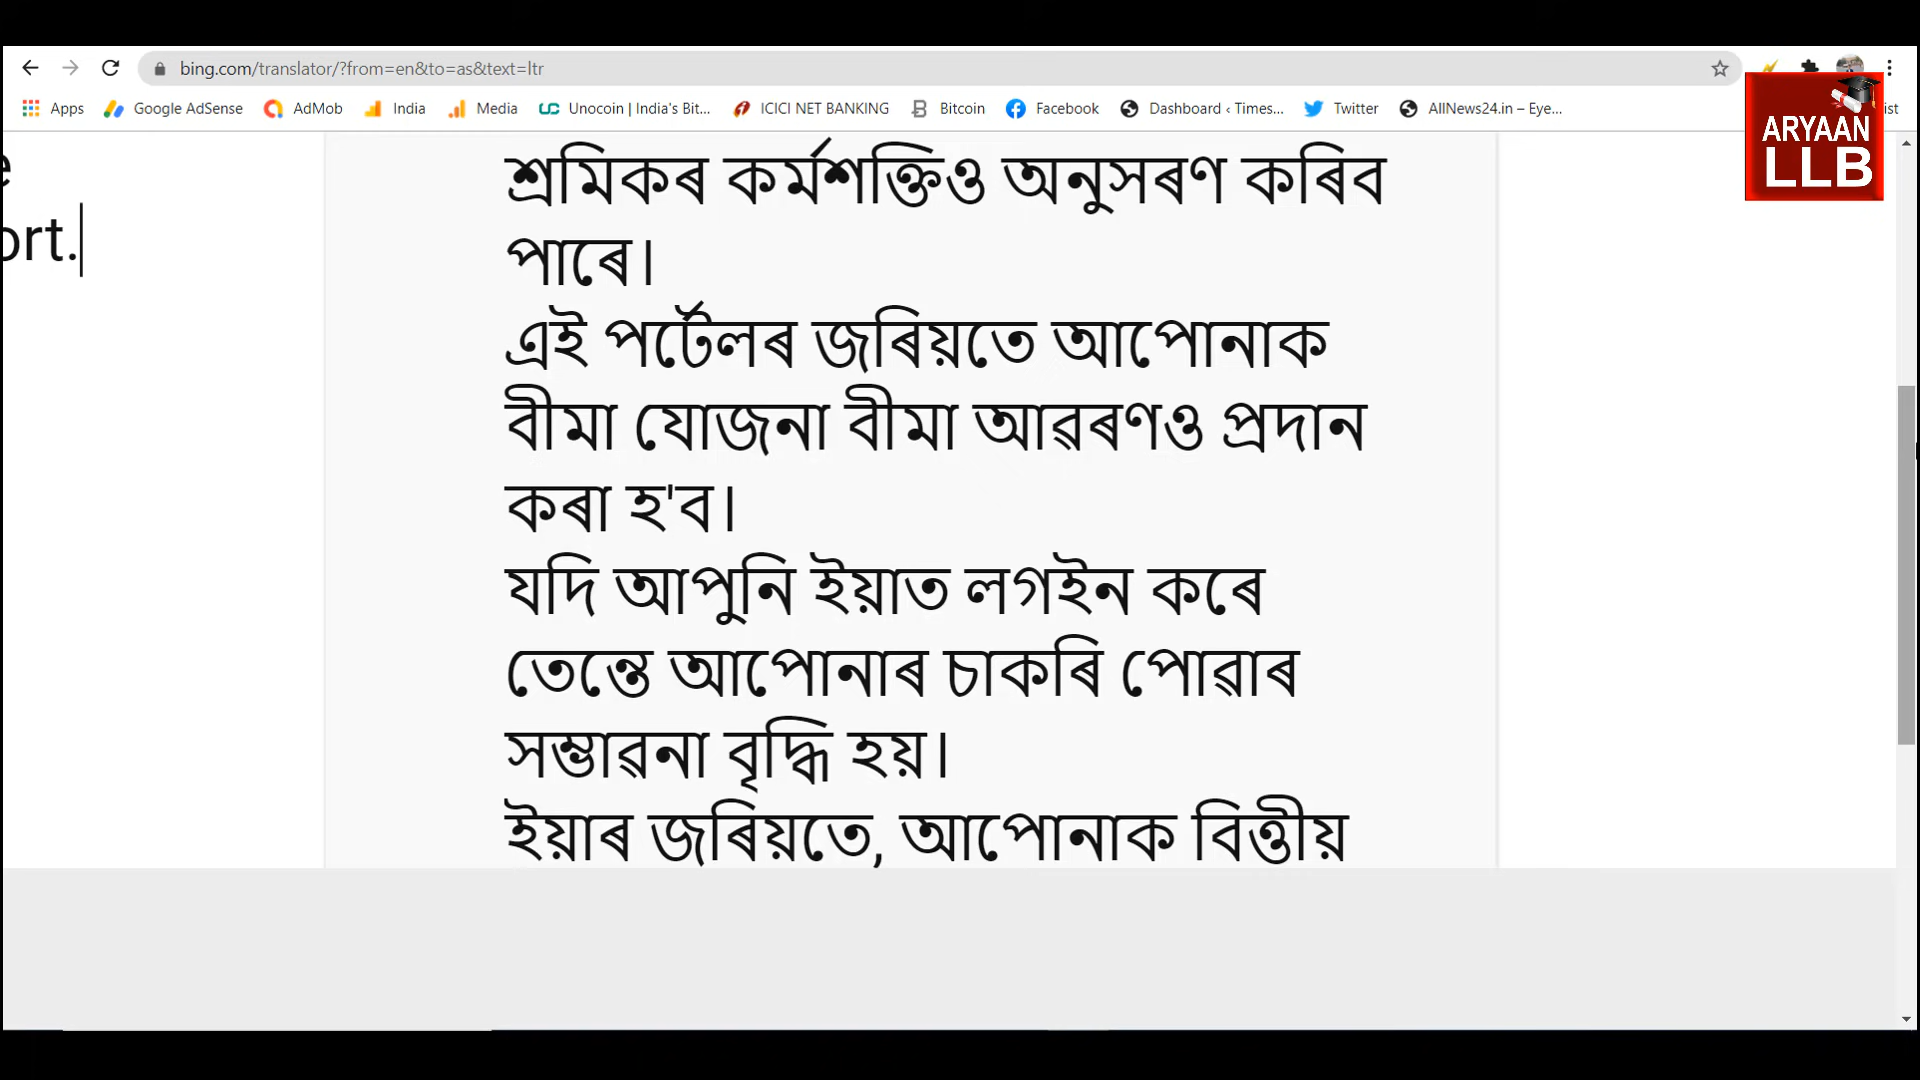 bing.com/translator/?from=en&to=as&text=ltr
Apps Google AdSense AdMob India Media Unocoin | India's Bit... ICICI NET BANKING Bitcoin Facebook Dashboard ‹ Times... Twitter AllNews24.in – Eye... ist
ARYAAN
LLB
e
ort.
শ্ৰমিকৰ কৰ্মশক্তিও অনুসৰণ কৰিব
পাৰে।
এই পৰ্টেলৰ জৰিয়তে আপোনাক
বীমা যোজনা বীমা আৱৰণও প্ৰদান
কৰা হ'ব।
যদি আপুনি ইয়াত লগইন কৰে
তেন্তে আপোনাৰ চাকৰি পোৱাৰ
সম্ভাৱনা বৃদ্ধি হয়।
ইয়াৰ জৰিয়তে, আপোনাক বিত্তীয়